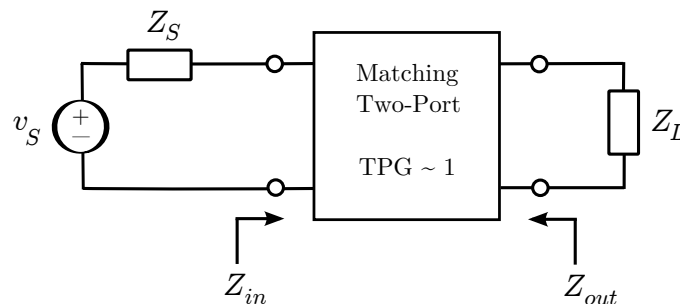 Z_S
Matching
Two-Port
TPG ~ 1
v_S
+
−
Z_L
Z_in
Z_out